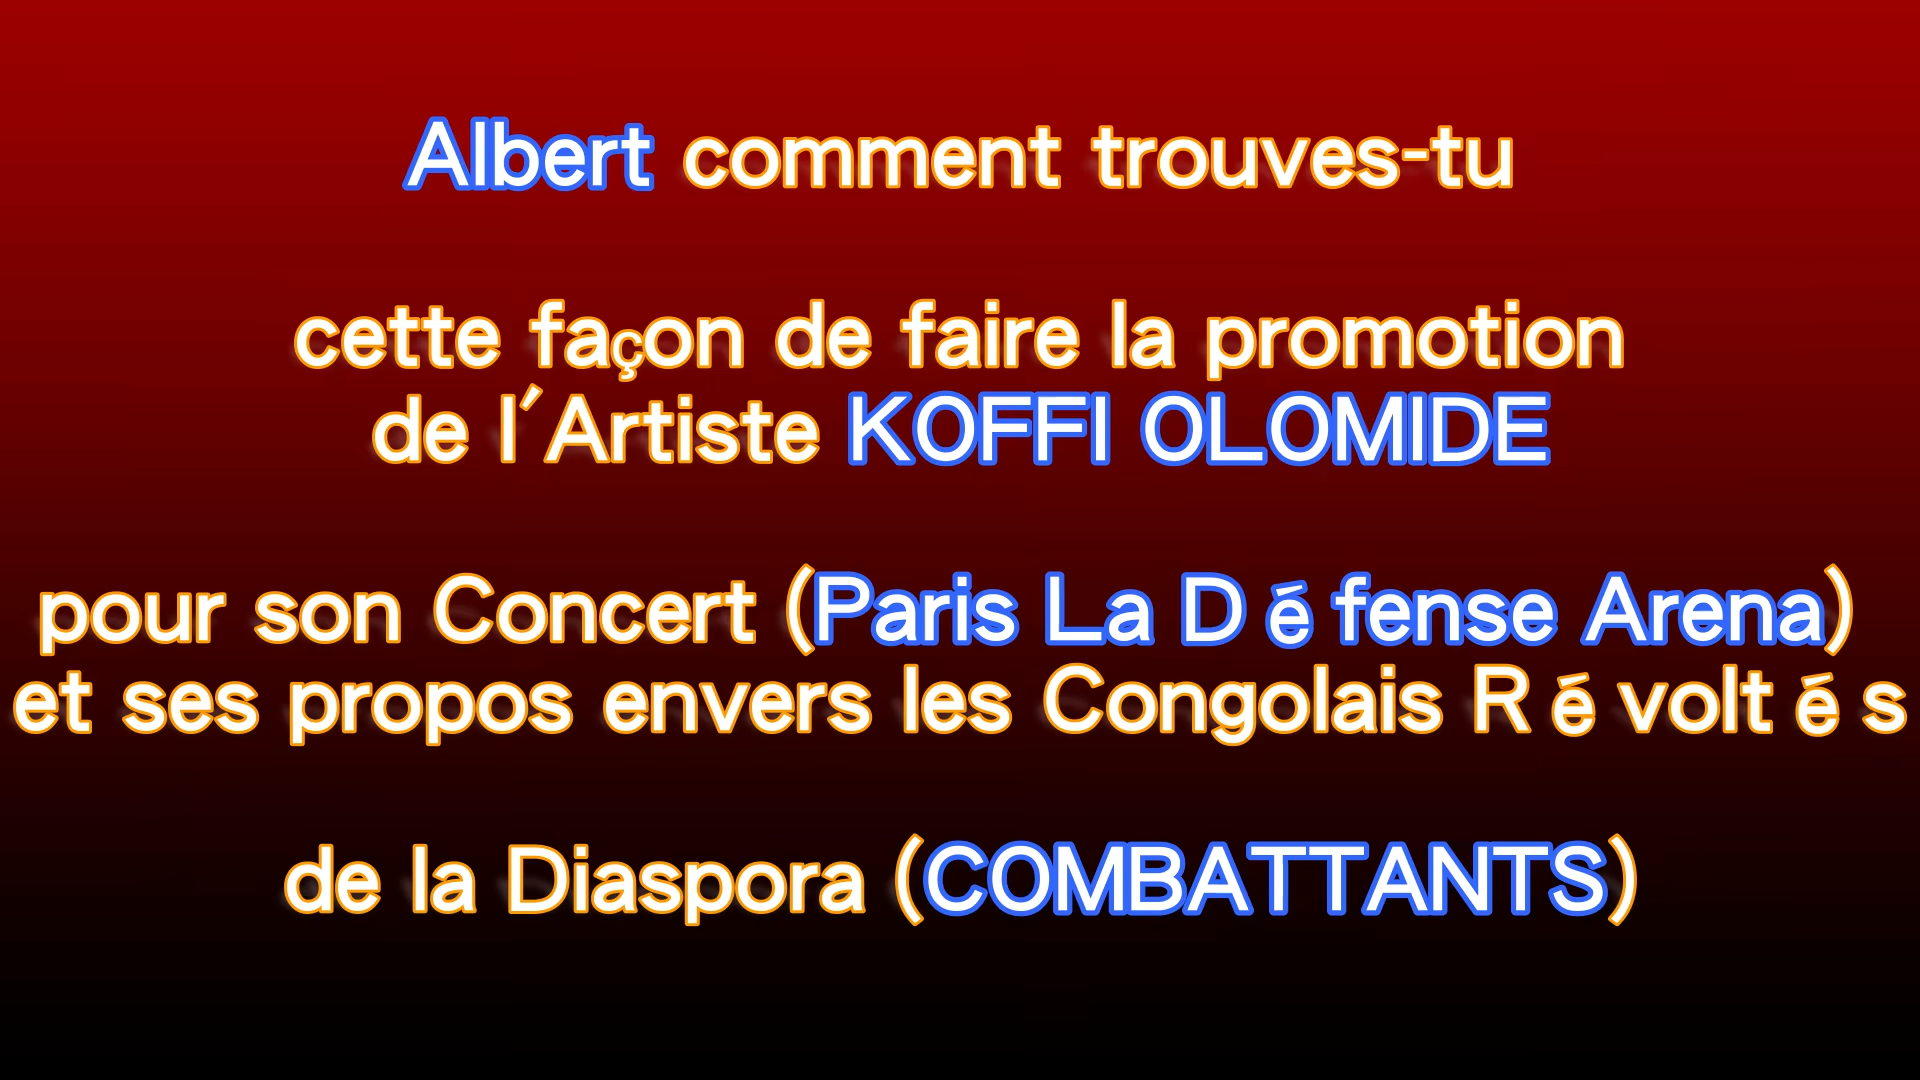 Albert comment trouves-tu
cette façon de faire la promotion
de l'Artiste KOFFI OLOMIDE
pour son Concert (Paris La Défense Arena)
et ses propos envers les Congolais Révoltés
de la Diaspora (COMBATTANTS)